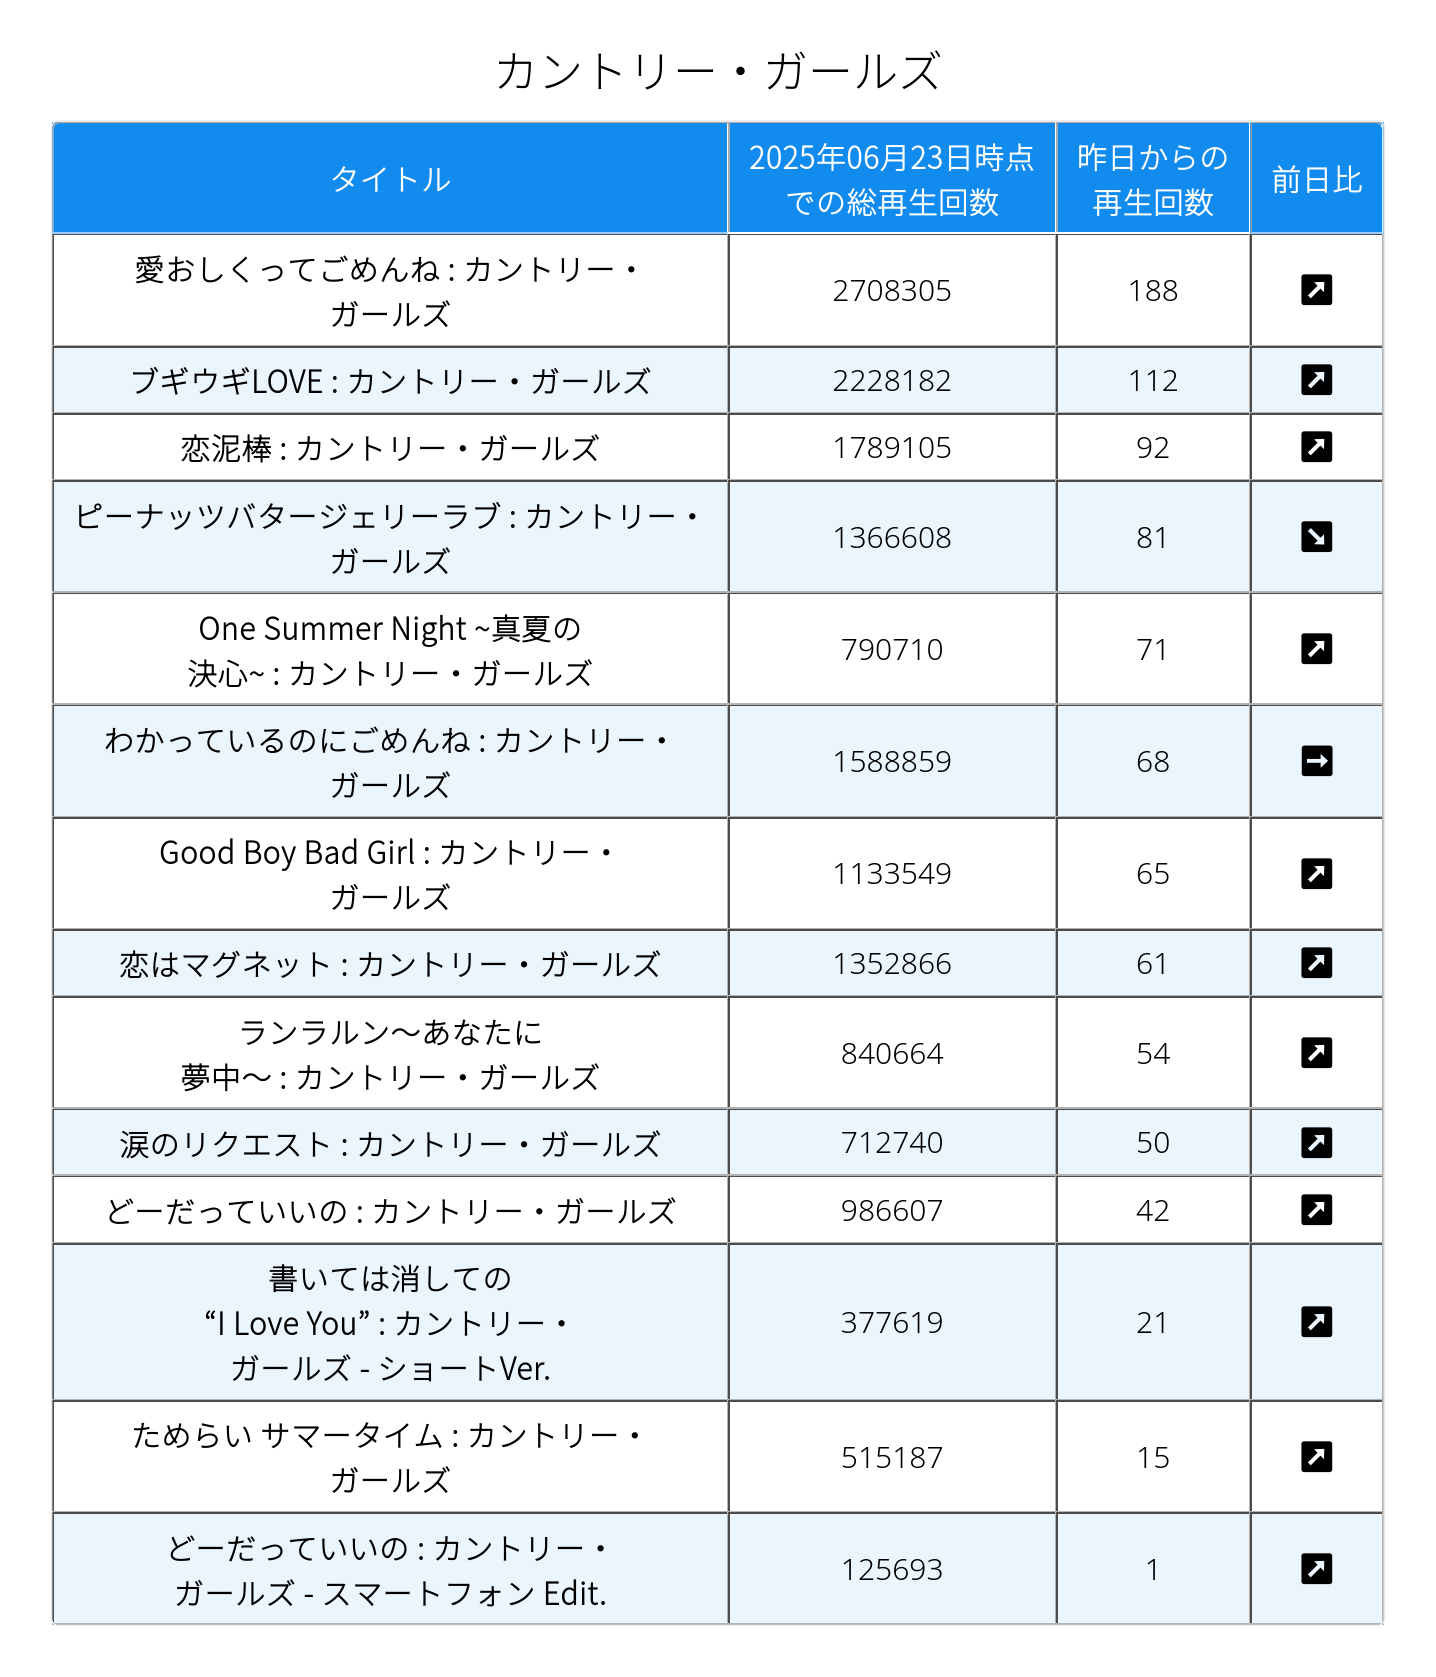 カントリー・ガールズ
タイトル
2025年06月23日時点
での総再生回数
昨日からの
再生回数
前日比
愛おしくってごめんね : カントリー・
ガールズ
2708305
188
ブギウギLOVE : カントリー・ガールズ
2228182
112
恋泥棒 : カントリー・ガールズ
1789105
92
ピーナッツバタージェリーラブ : カントリー・
ガールズ
1366608
81
One Summer Night ~真夏の
決心~ : カントリー・ガールズ
790710
71
わかっているのにごめんね : カントリー・
ガールズ
1588859
68
Good Boy Bad Girl : カントリー・
ガールズ
1133549
65
恋はマグネット : カントリー・ガールズ
1352866
61
ランラルン〜あなたに
夢中〜 : カントリー・ガールズ
840664
54
涙のリクエスト : カントリー・ガールズ
712740
50
どーだっていいの : カントリー・ガールズ
986607
42
書いては消しての
“I Love You” : カントリー・
ガールズ - ショートVer.
377619
21
ためらい サマータイム : カントリー・
ガールズ
515187
15
どーだっていいの : カントリー・
ガールズ - スマートフォン Edit.
125693
1